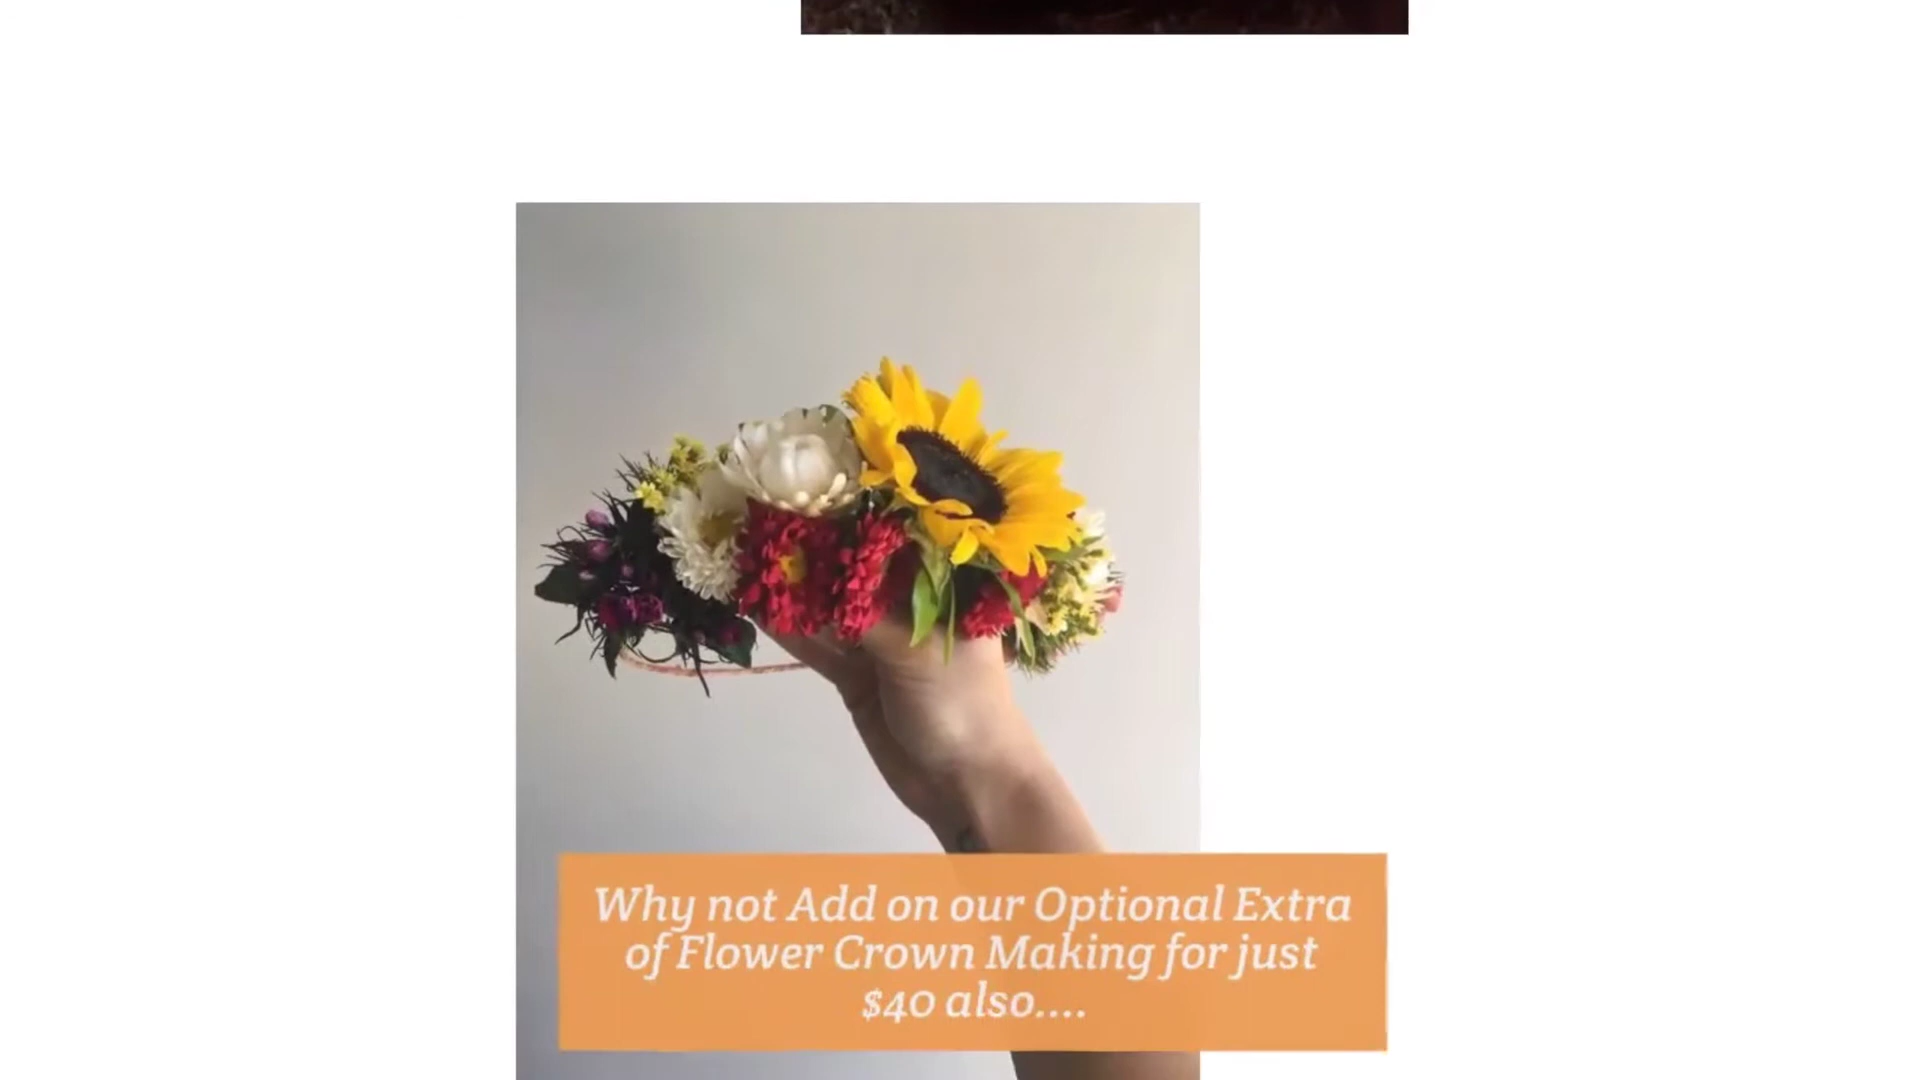 Why not Add on our Optional Extra
of Flower Crown Making for just
$40 also....